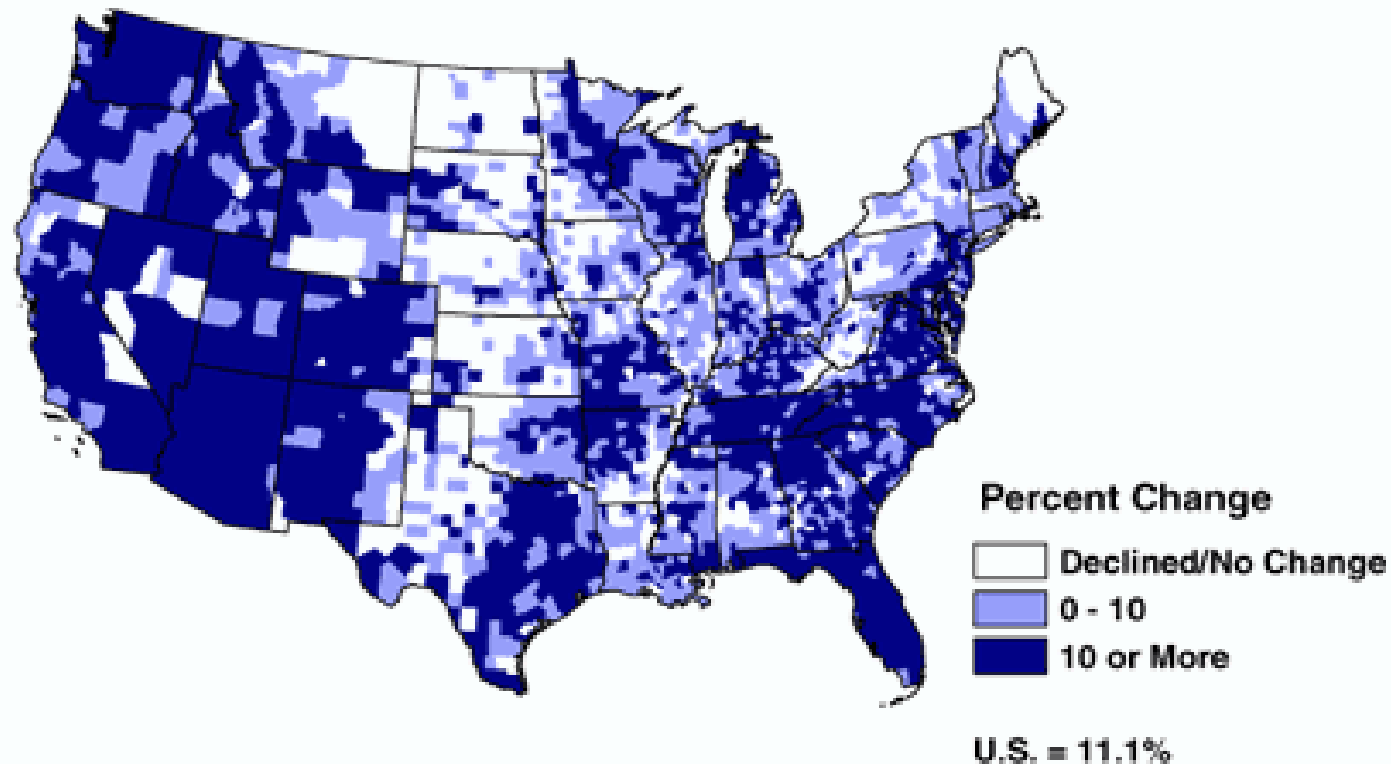 Percent Change
Declined/No Change
0 - 10
10 or More
U.S. = 11.1%